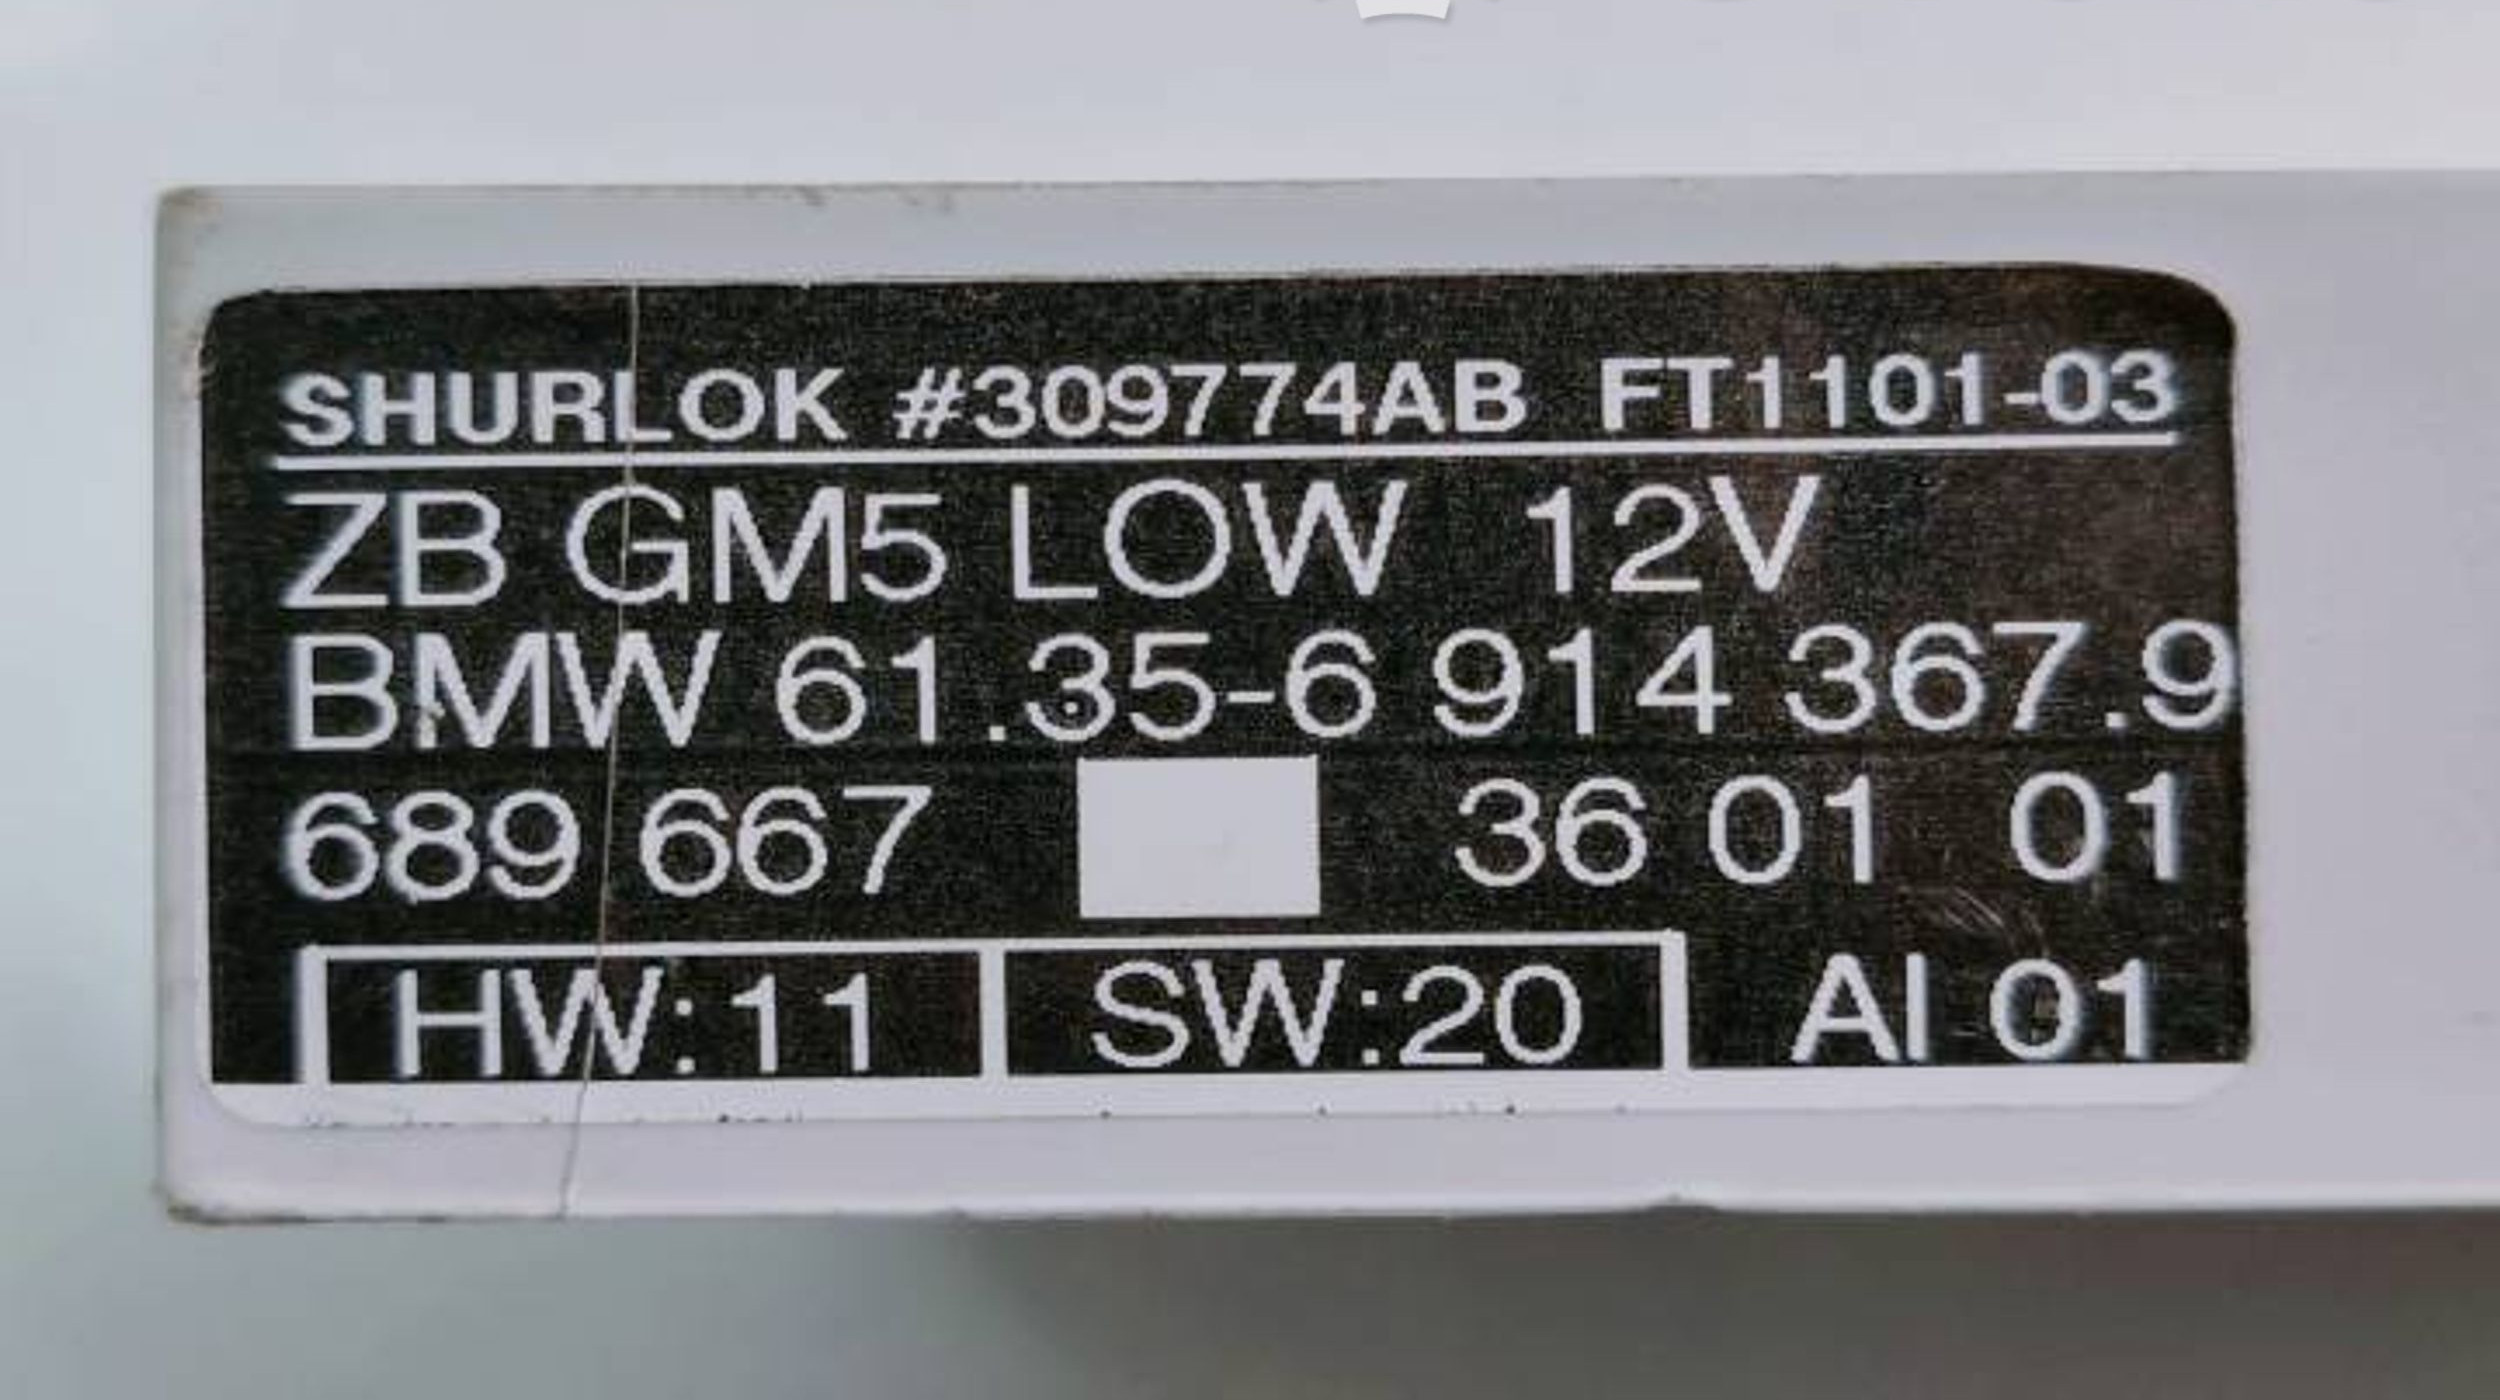 SHURLOK #309774AB FT1101-03
ZB GM5 LOW 12V
BMW 61.35-6 914 367.9
689 667 36 01 01
HW:11 SW:20 AI 01